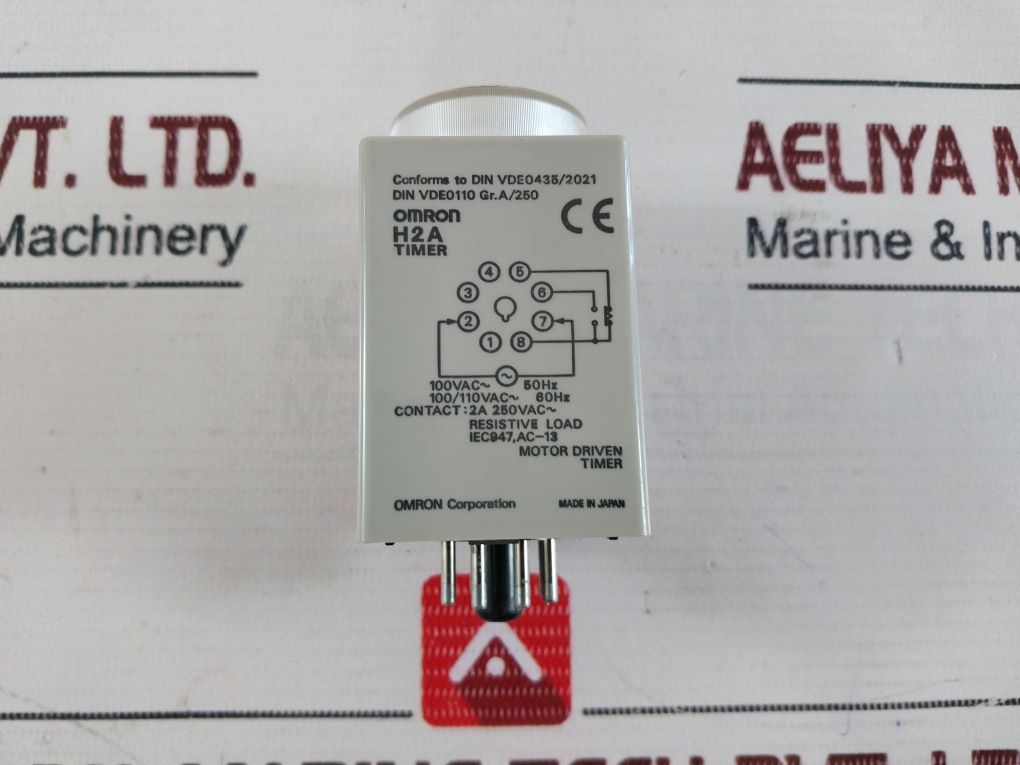 VT. LTD.
Machinery
AELIYA M
Marine & In
Conforms to DIN VDE0435/2021
DIN VDE0110 Gr.A/250
OMRON
CE
H2A
TIMER
4 5
3 6
2 7
1 8
~
100VAC~ 50Hz
100/110VAC~ 60Hz
CONTACT:2A 250VAC~
RESISTIVE LOAD
IEC947,AC-13
MOTOR DRIVEN
TIMER
OMRON Corporation MADE IN JAPAN